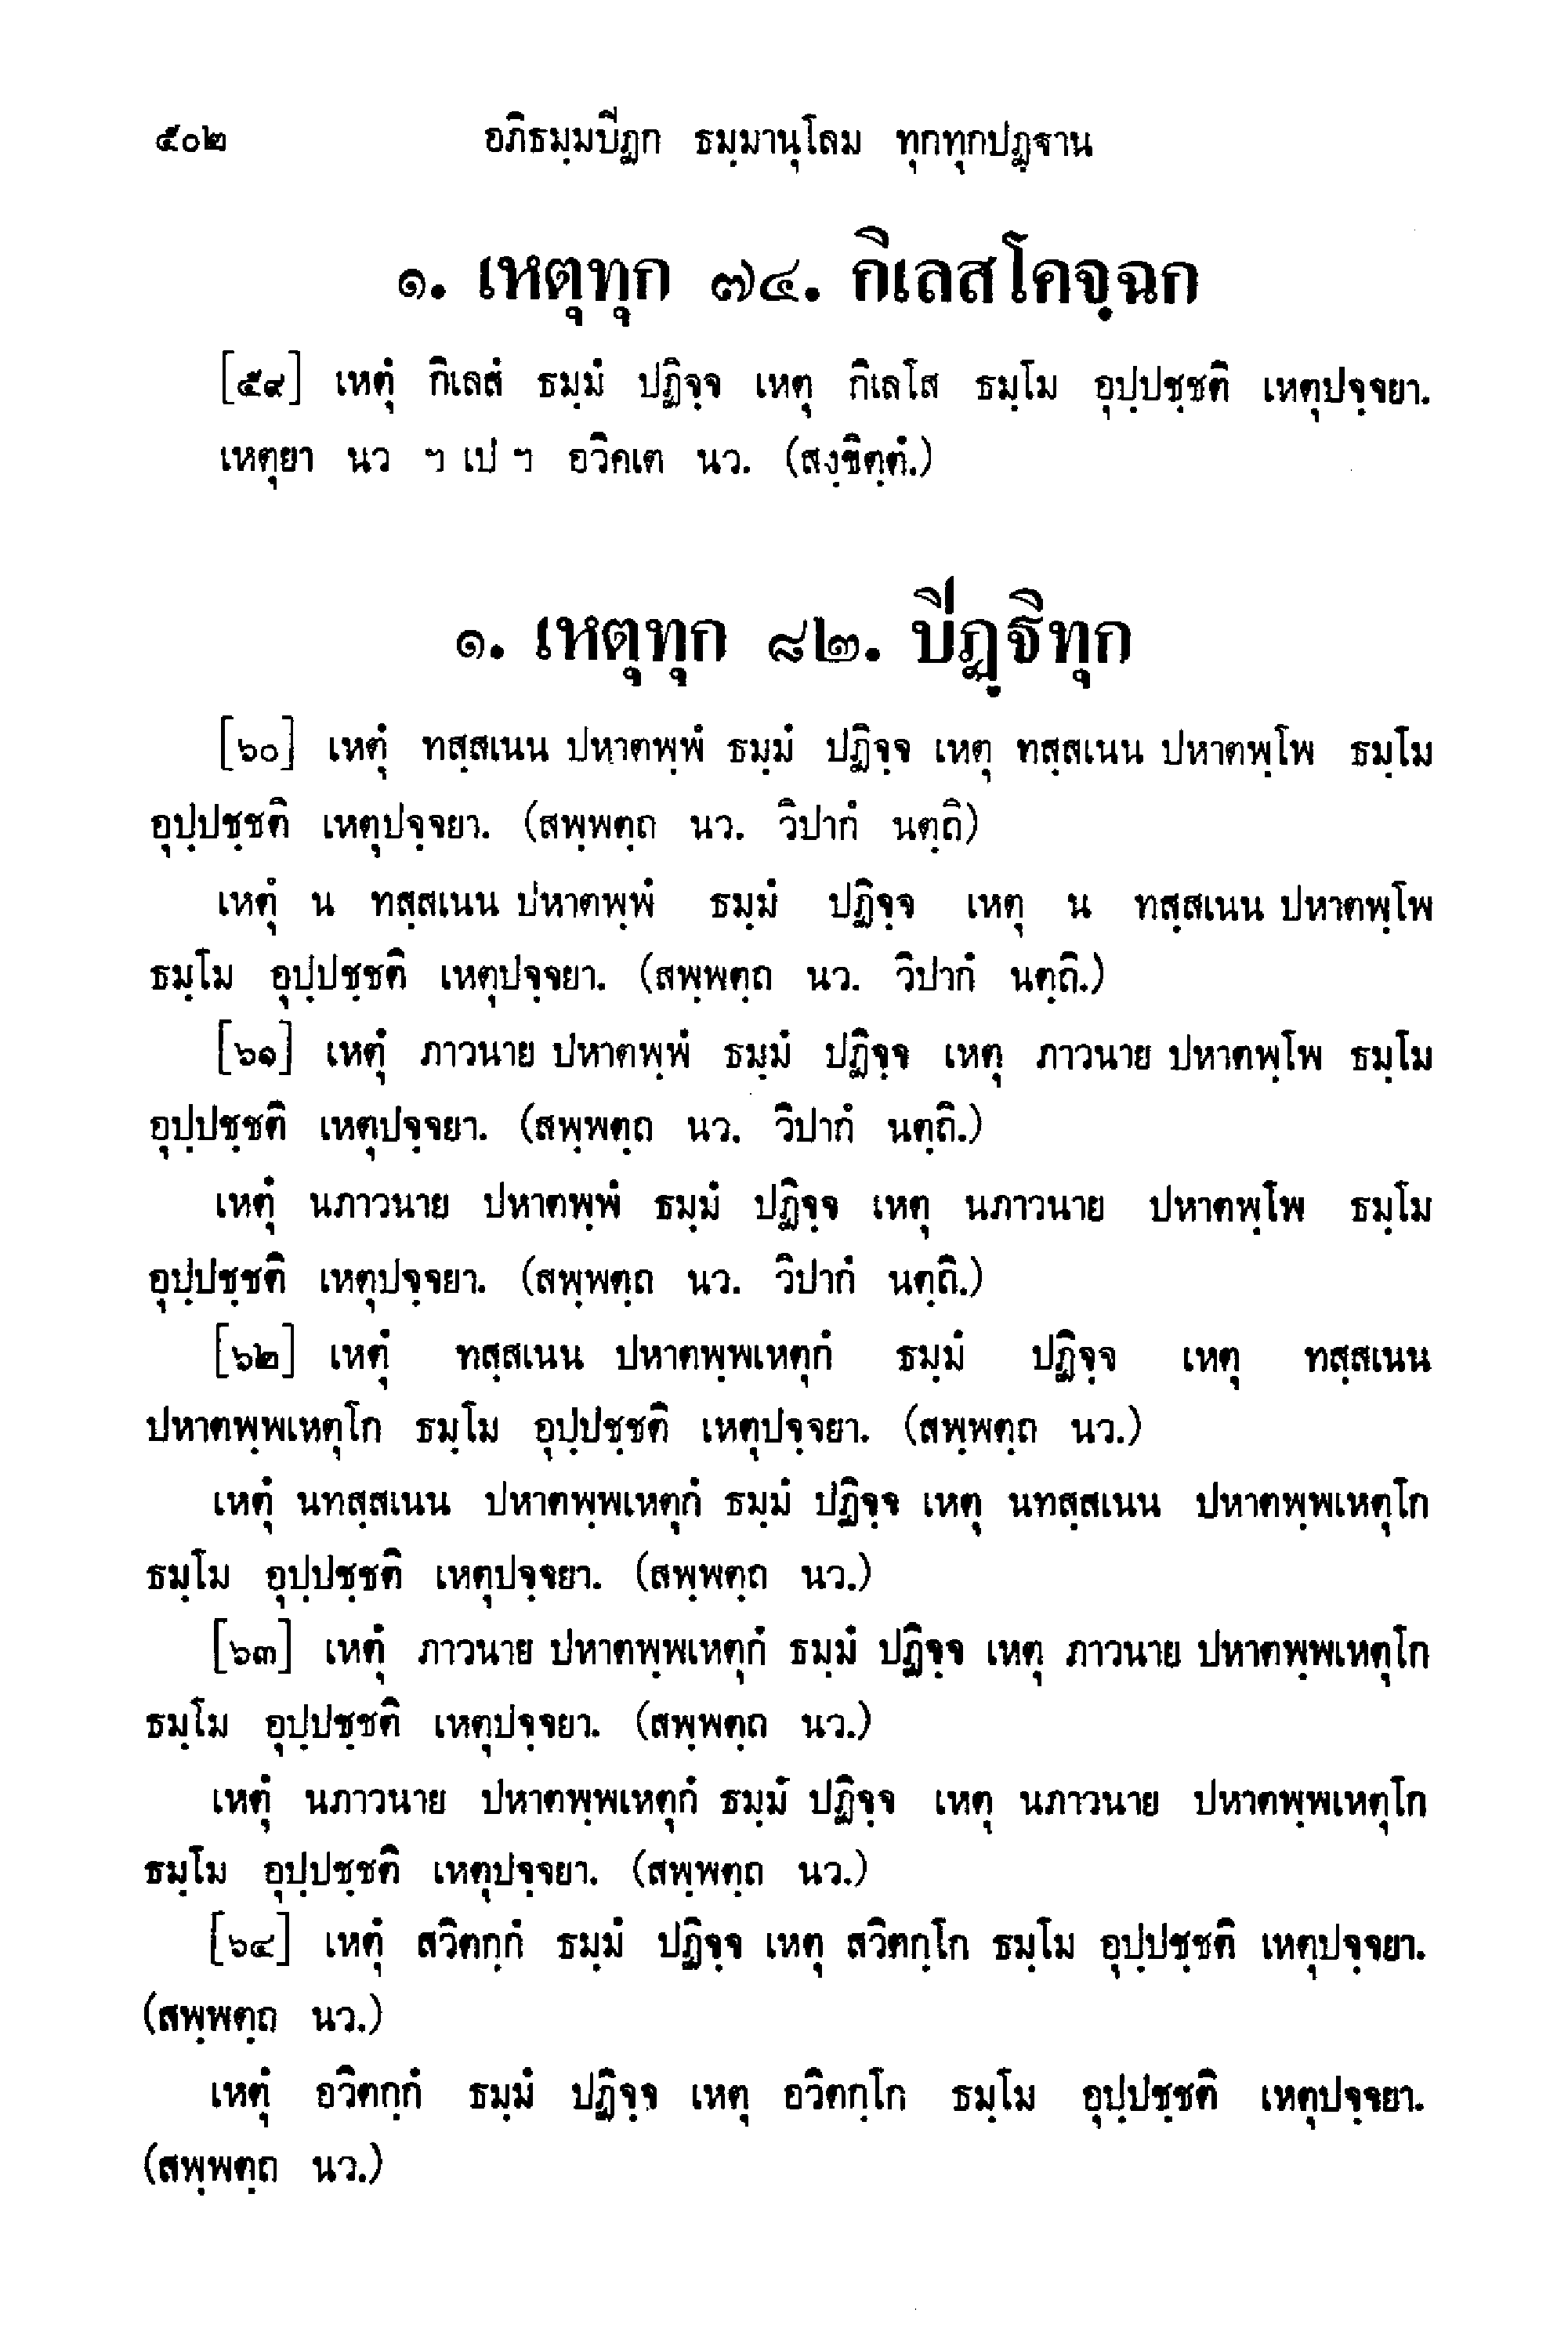 ๕๐๒ อภิธมฺมปีฏก ธมฺมานุโลม ทุกทุกปฏฺฐาน
๑. เหตุทุก ๗๔. กิเลสโคจฺฉก
[๕๙] เหตุํ กิเลสํ ธมฺมํ ปฏิจฺจ เหตุ กิเลโส ธมฺโม อุปฺปชฺชติ เหตุปจฺจยา.
เหตุยา นว ฯ เป ฯ อวิคเต นว. (สงฺขิตฺตํ.)
๑. เหตุทุก ๘๒. ปีฏฺฐิทุก
[๖๐] เหตุํ ทสฺสเนน ปหาตพฺพํ ธมฺมํ ปฏิจฺจ เหตุ ทสฺสเนน ปหาตพฺโพ ธมฺโม
อุปฺปชฺชติ เหตุปจฺจยา. (สพฺพตฺถ นว. วิปากํ นตฺถิ)
เหตุํ น ทสฺสเนน ปหาตพฺพํ ธมฺมํ ปฏิจฺจ เหตุ น ทสฺสเนน ปหาตพฺโพ
ธมฺโม อุปฺปชฺชติ เหตุปจฺจยา. (สพฺพตฺถ นว. วิปากํ นตฺถิ.)
[๖๑] เหตุํ ภาวนาย ปหาตพฺพํ ธมฺมํ ปฏิจฺจ เหตุ ภาวนาย ปหาตพฺโพ ธมฺโม
อุปฺปชฺชติ เหตุปจฺจยา. (สพฺพตฺถ นว. วิปากํ นตฺถิ.)
เหตุํ นภาวนาย ปหาตพฺพํ ธมฺมํ ปฏิจฺจ เหตุ นภาวนาย ปหาตพฺโพ ธมฺโม
อุปฺปชฺชติ เหตุปจฺจยา. (สพฺพตฺถ นว. วิปากํ นตฺถิ.)
[๖๒] เหตุํ ทสฺสเนน ปหาตพฺพเหตุกํ ธมฺมํ ปฏิจฺจ เหตุ ทสฺสเนน
ปหาตพฺพเหตุโก ธมฺโม อุปฺปชฺชติ เหตุปจฺจยา. (สพฺพตฺถ นว.)
เหตุํ นทสฺสเนน ปหาตพฺพเหตุกํ ธมฺมํ ปฏิจฺจ เหตุ นทสฺสเนน ปหาตพฺพเหตุโก
ธมฺโม อุปฺปชฺชติ เหตุปจฺจยา. (สพฺพตฺถ นว.)
[๖๓] เหตุํ ภาวนาย ปหาตพฺพเหตุกํ ธมฺมํ ปฏิจฺจ เหตุ ภาวนาย ปหาตพฺพเหตุโก
ธมฺโม อุปฺปชฺชติ เหตุปจฺจยา. (สพฺพตฺถ นว.)
เหตุํ นภาวนาย ปหาตพฺพเหตุกํ ธมฺมํ ปฏิจฺจ เหตุ นภาวนาย ปหาตพฺพเหตุโก
ธมฺโม อุปฺปชฺชติ เหตุปจฺจยา. (สพฺพตฺถ นว.)
[๖๔] เหตุํ สวิตกฺกํ ธมฺมํ ปฏิจฺจ เหตุ สวิตกฺโก ธมฺโม อุปฺปชฺชติ เหตุปจฺจยา.
(สพฺพตฺถ นว.)
เหตุํ อวิตกฺกํ ธมฺมํ ปฏิจฺจ เหตุ อวิตกฺโก ธมฺโม อุปฺปชฺชติ เหตุปจฺจยา.
(สพฺพตฺถ นว.)